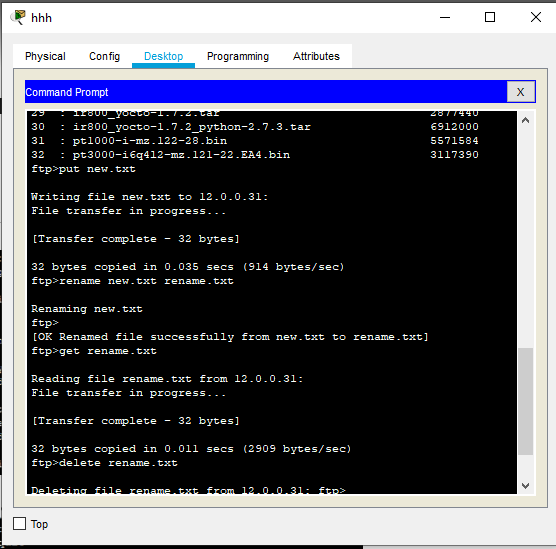 hhh
Physical Config Desktop Programming Attributes
Command Prompt X
29 : ir800_yocto-1.7.2.tar 2877440
30 : ir800_yocto-1.7.2_python-2.7.3.tar 6912000
31 : pt1000-i-mz.122-28.bin 5571584
32 : pt3000-i6q4l2-mz.121-22.EA4.bin 3117390
ftp>put new.txt
Writing file new.txt to 12.0.0.31:
File transfer in progress...
[Transfer complete - 32 bytes]
32 bytes copied in 0.035 secs (914 bytes/sec)
ftp>rename new.txt rename.txt
Renaming new.txt
ftp>
[OK Renamed file successfully from new.txt to rename.txt]
ftp>get rename.txt
Reading file rename.txt from 12.0.0.31:
File transfer in progress...
[Transfer complete - 32 bytes]
32 bytes copied in 0.011 secs (2909 bytes/sec)
ftp>delete rename.txt
Deleting file rename.txt from 12.0.0.31: ftp>
Top